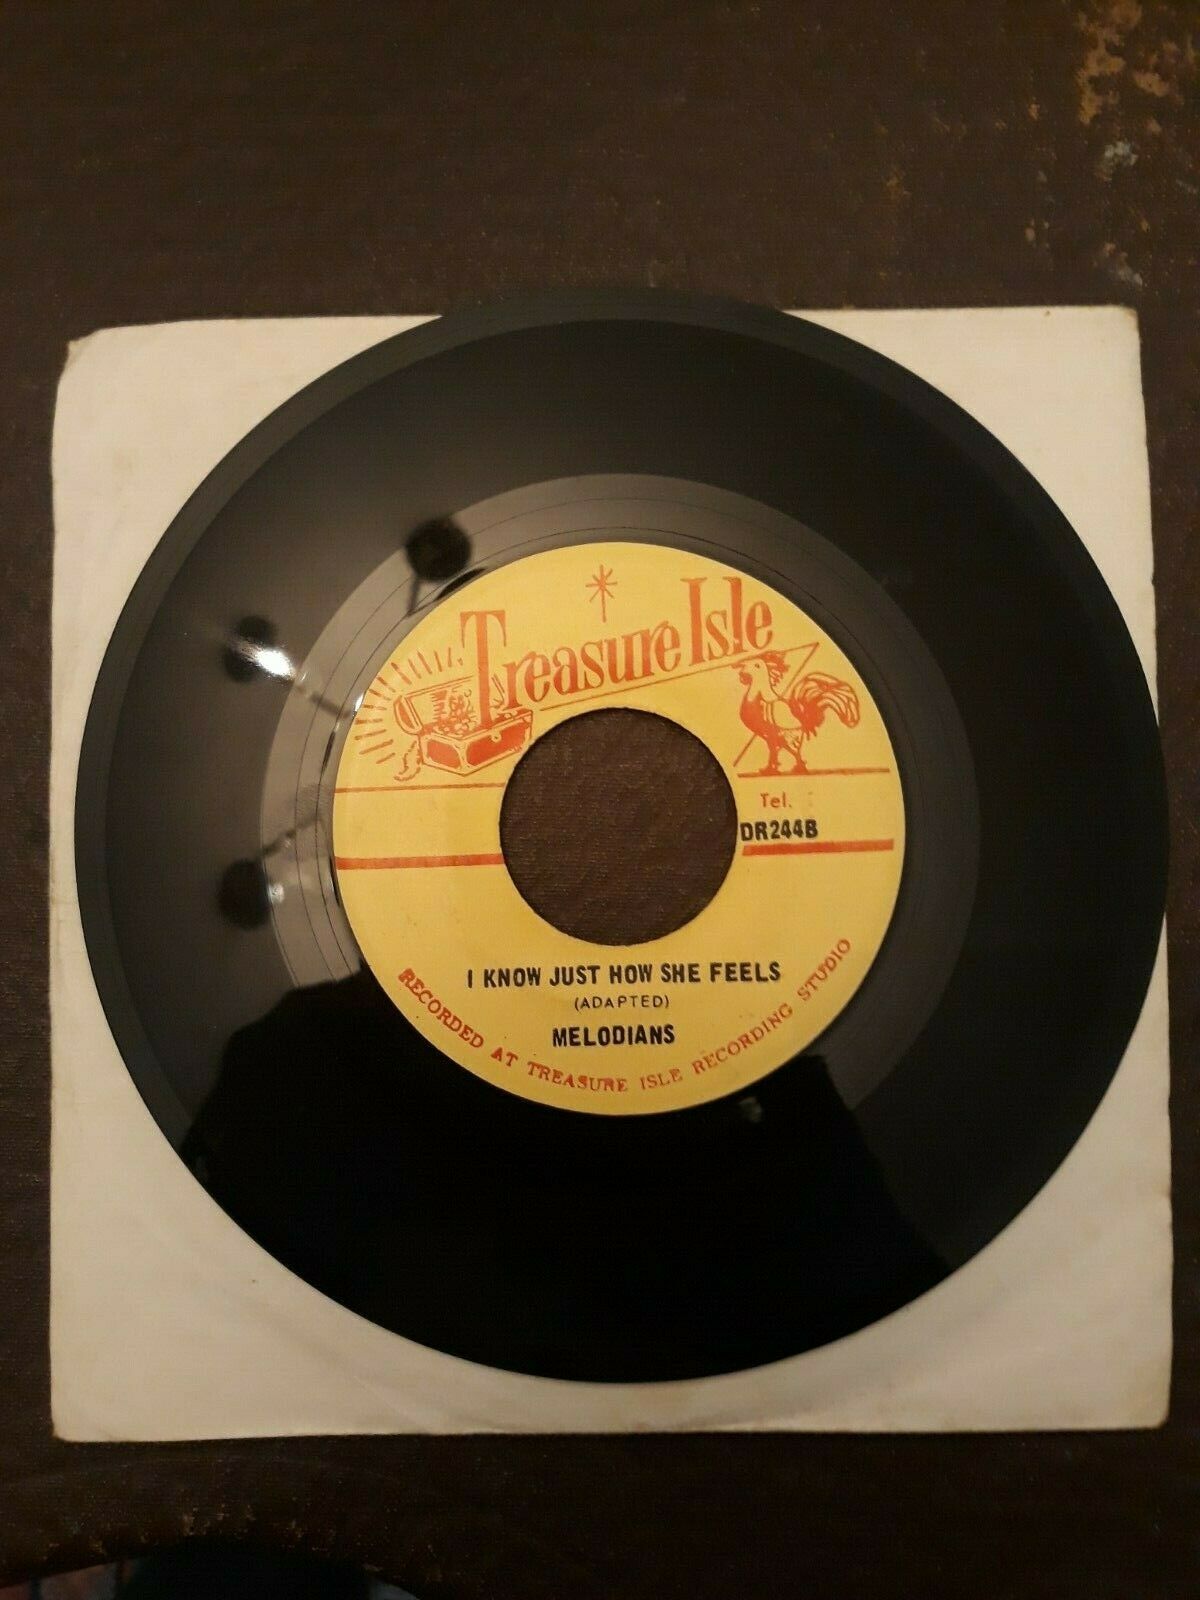 Treasure Isle
Tel.
DR244B
I KNOW JUST HOW SHE FEELS
(ADAPTED)
MELODIANS
RECORDED AT TREASURE ISLE RECORDING STUDIO